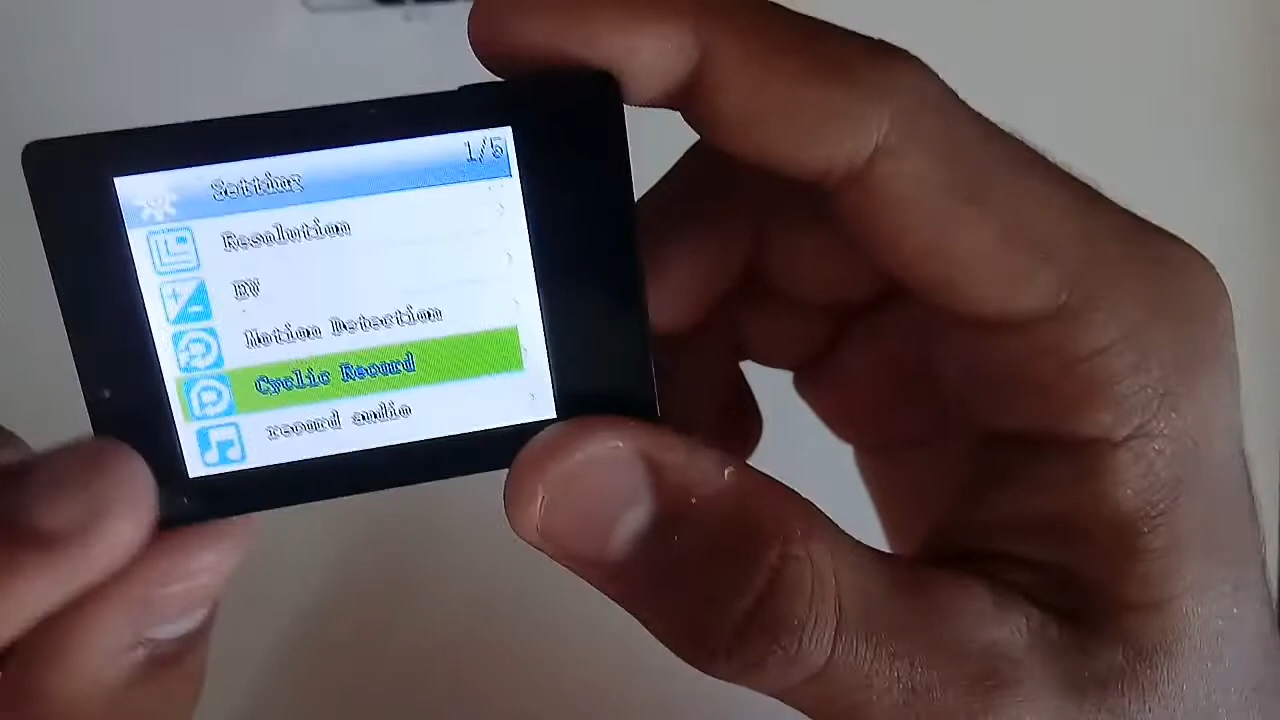 Setting 1/5
Resolution
EV
Motion Detection
Cyclic Record
record audio